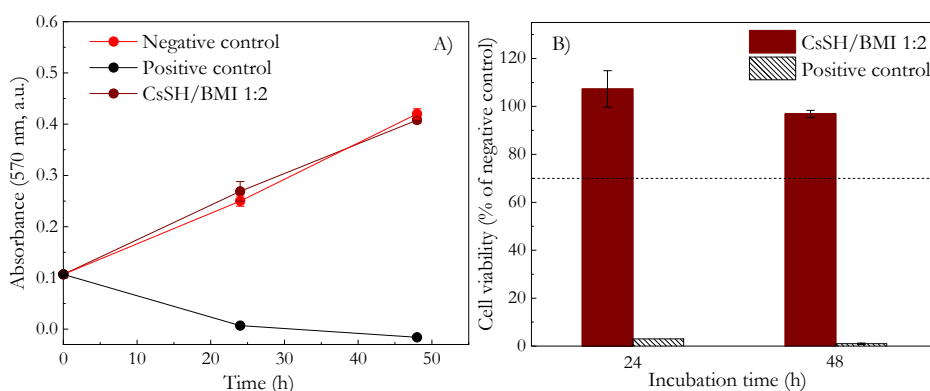 A)
Negative control
Positive control
CsSH/BMI 1:2
Absorbance (570 nm, a.u.)
0.6
0.5
0.4
0.3
0.2
0.1
0.0
0 10 20 30 40 50
Time (h)
B)
CsSH/BMI 1:2
Positive control
Cell viability (% of negative control)
120
100
80
60
40
20
0
24 48
Incubation time (h)